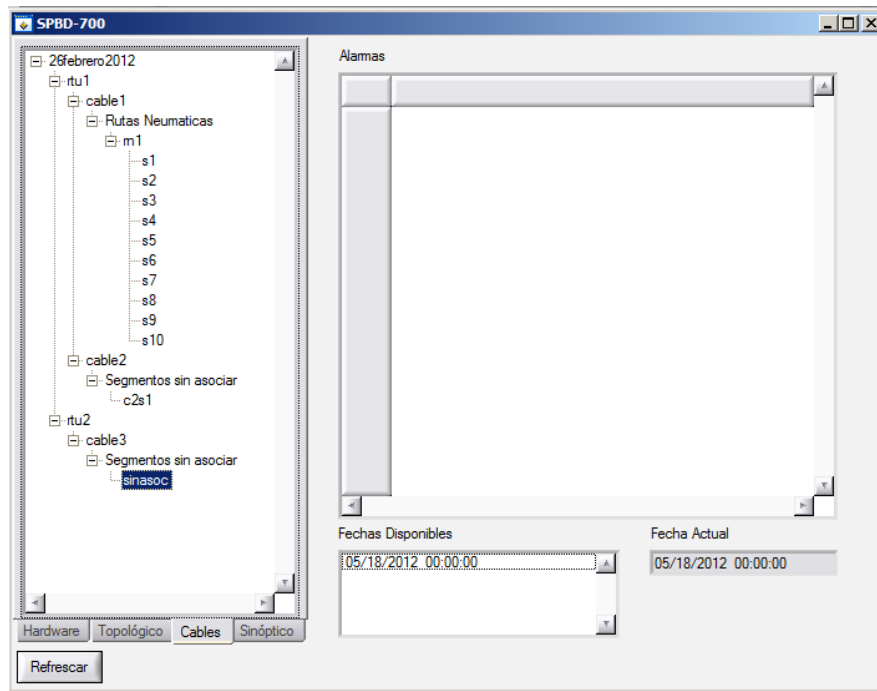 SPBD-700
26febrero2012
rtu1
cable1
Rutas Neumaticas
rn1
s1
s2
s3
s4
s5
s6
s7
s8
s9
s10
cable2
Segmentos sin asociar
c2s1
rtu2
cable3
Segmentos sin asociar
sinasoc
Hardware Topológico Cables Sinóptico
Refrescar
Alarmas
Fechas Disponibles
05/18/2012 00:00:00
Fecha Actual
05/18/2012 00:00:00